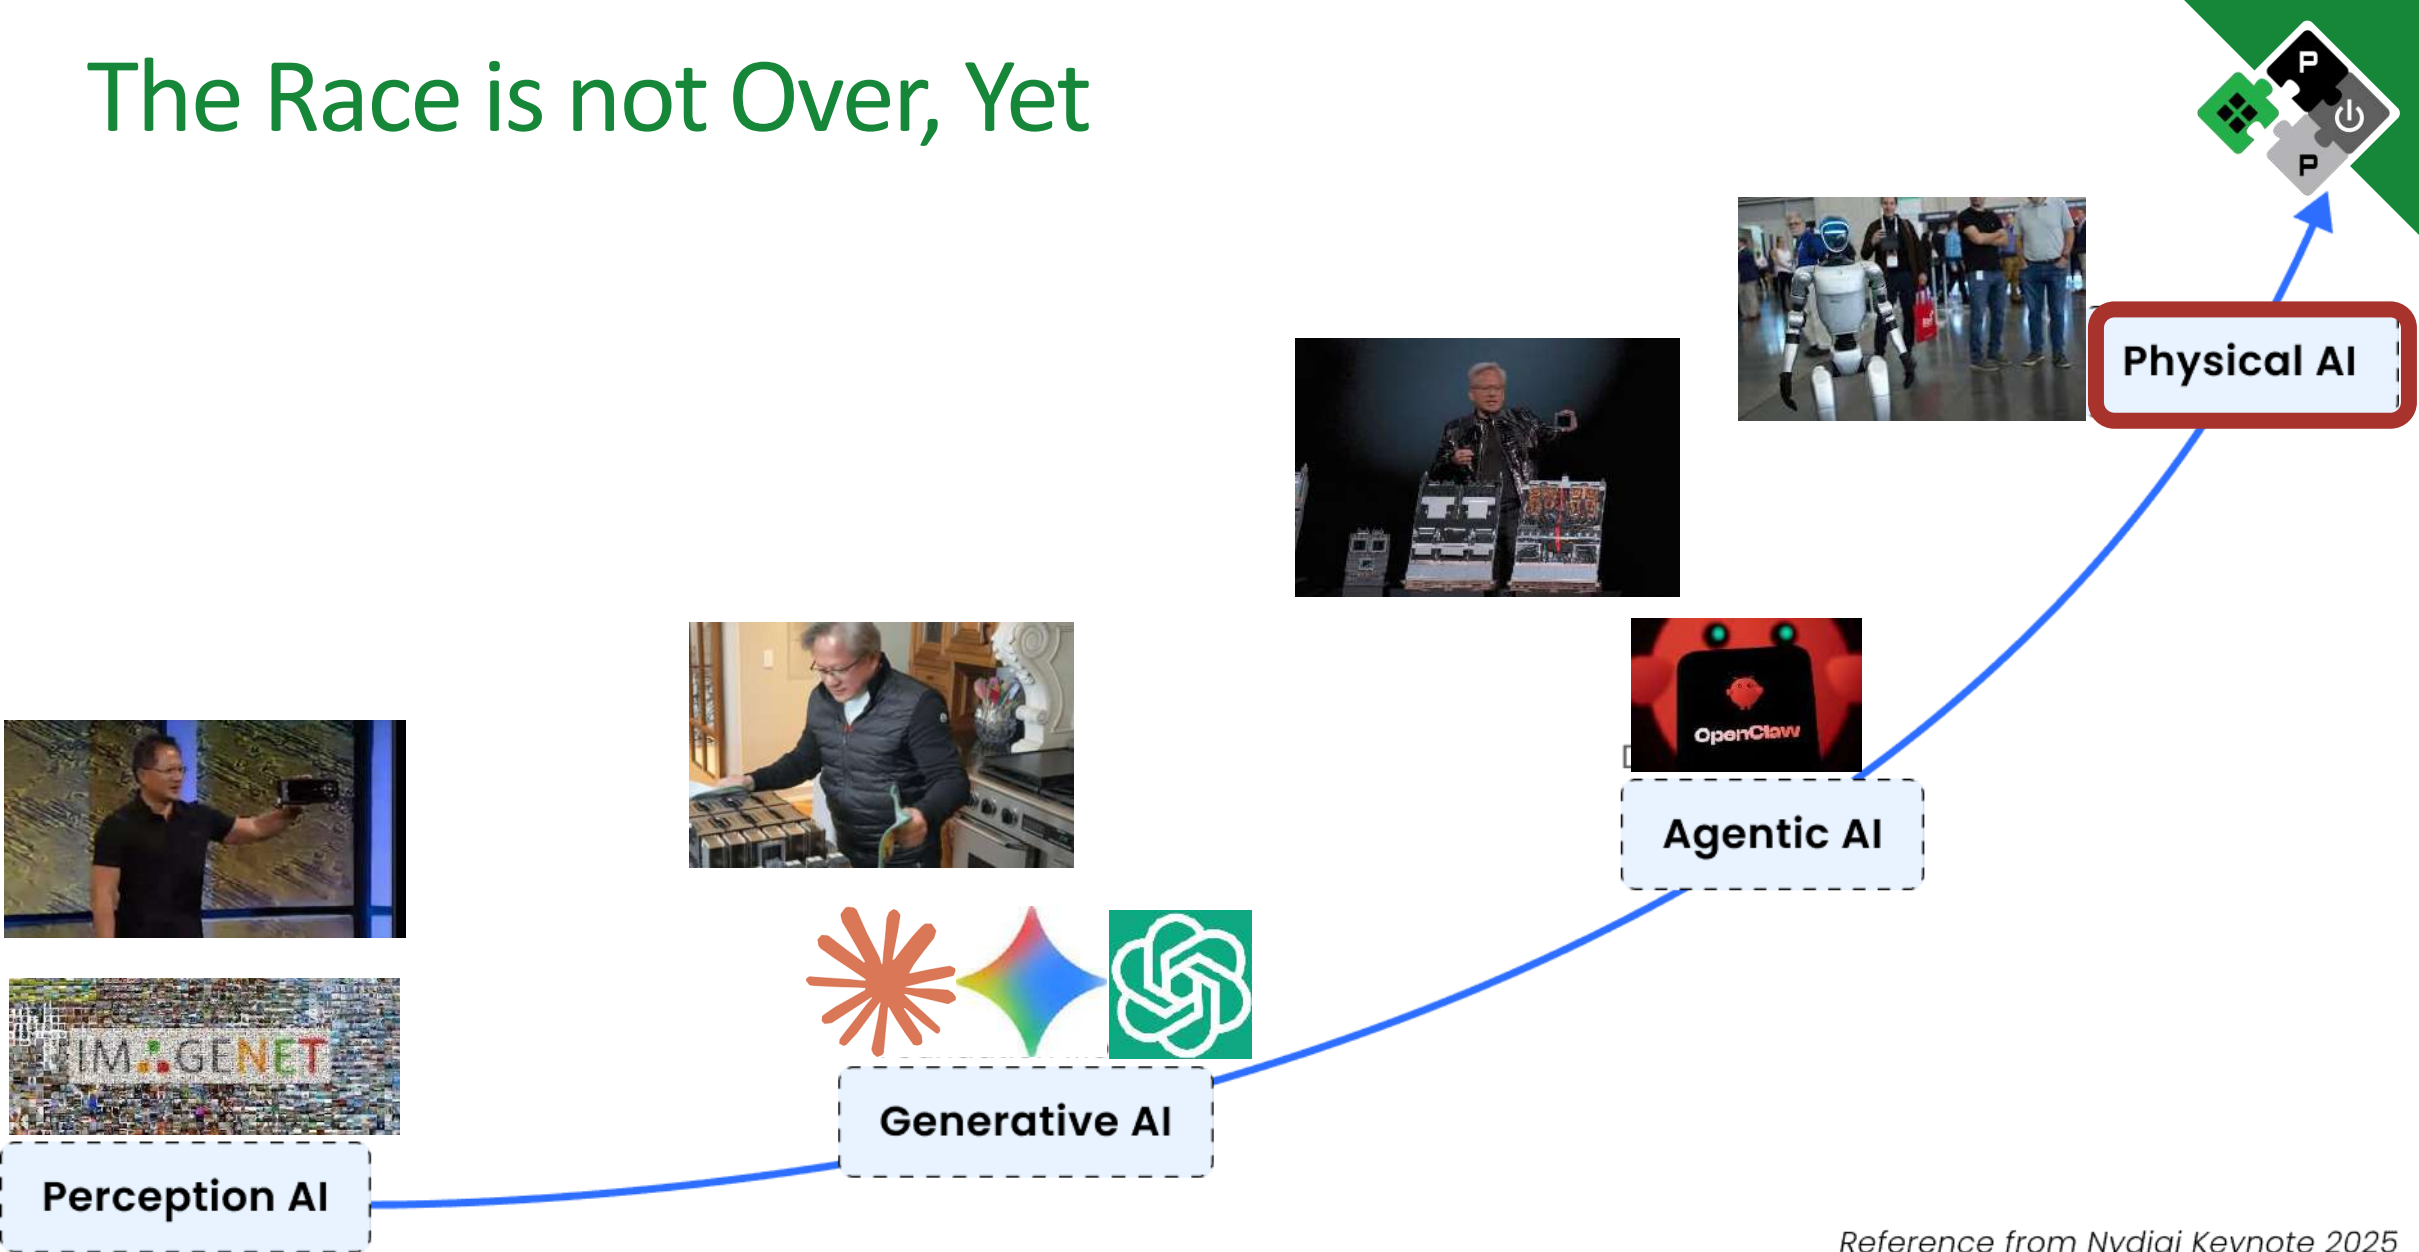 The Race is not Over, Yet
P
P
Physical AI
OpenClaw
Agentic AI
IMAGENET
Generative AI
Perception AI
Reference from Nvdiai Keynote 2025